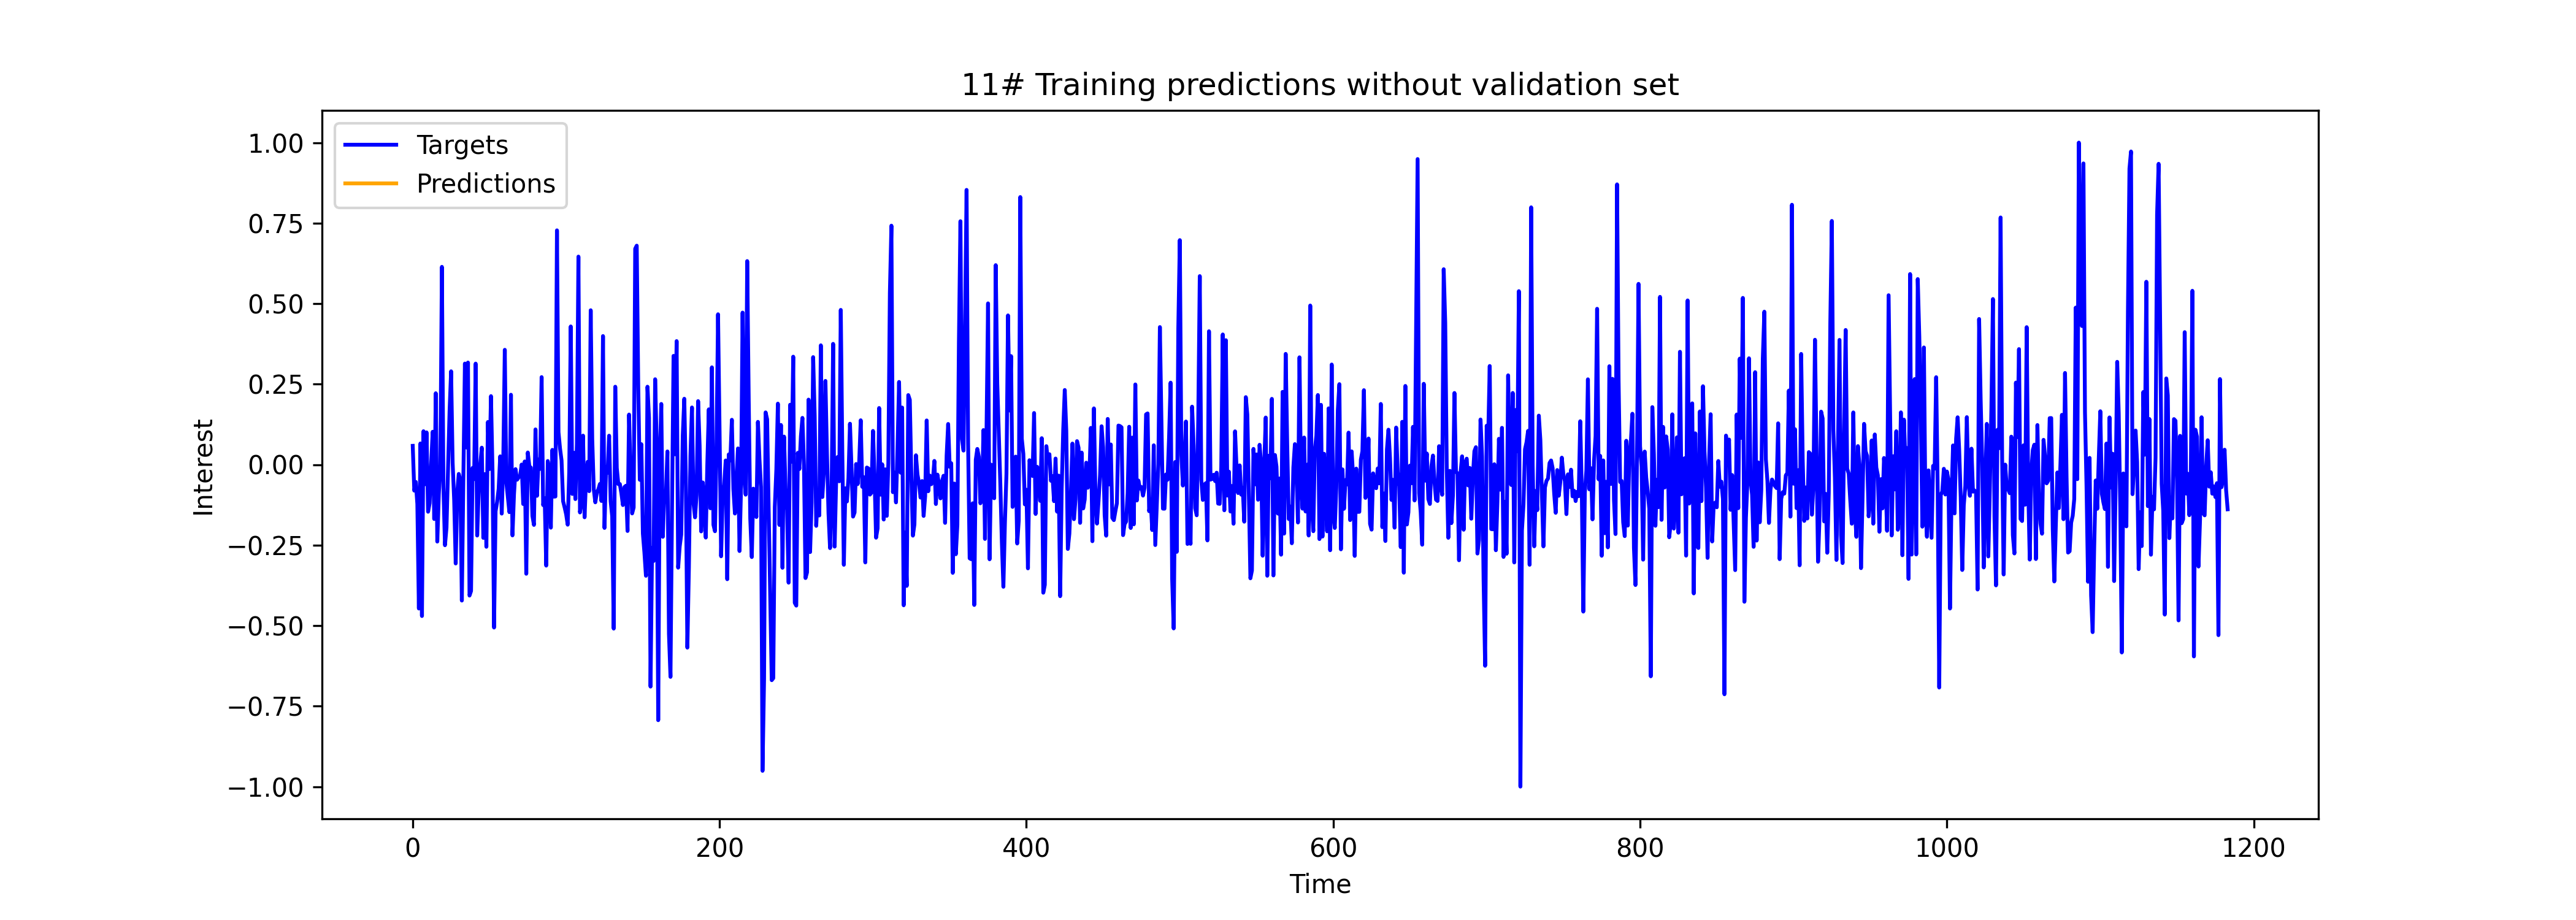 11# Training predictions without validation set
Targets
Predictions
Interest
1.00
0.75
0.50
0.25
0.00
−0.25
−0.50
−0.75
−1.00
0 200 400 600 800 1000 1200
Time